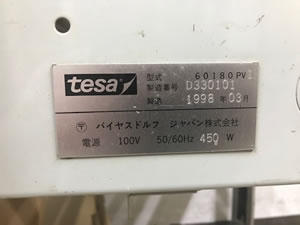 tesa 型式 60180PV
製造番号 D330101
製造 1998年03月
〒 バイヤスドルフ ジャパン株式会社
電源 100V 50/60Hz 450 W